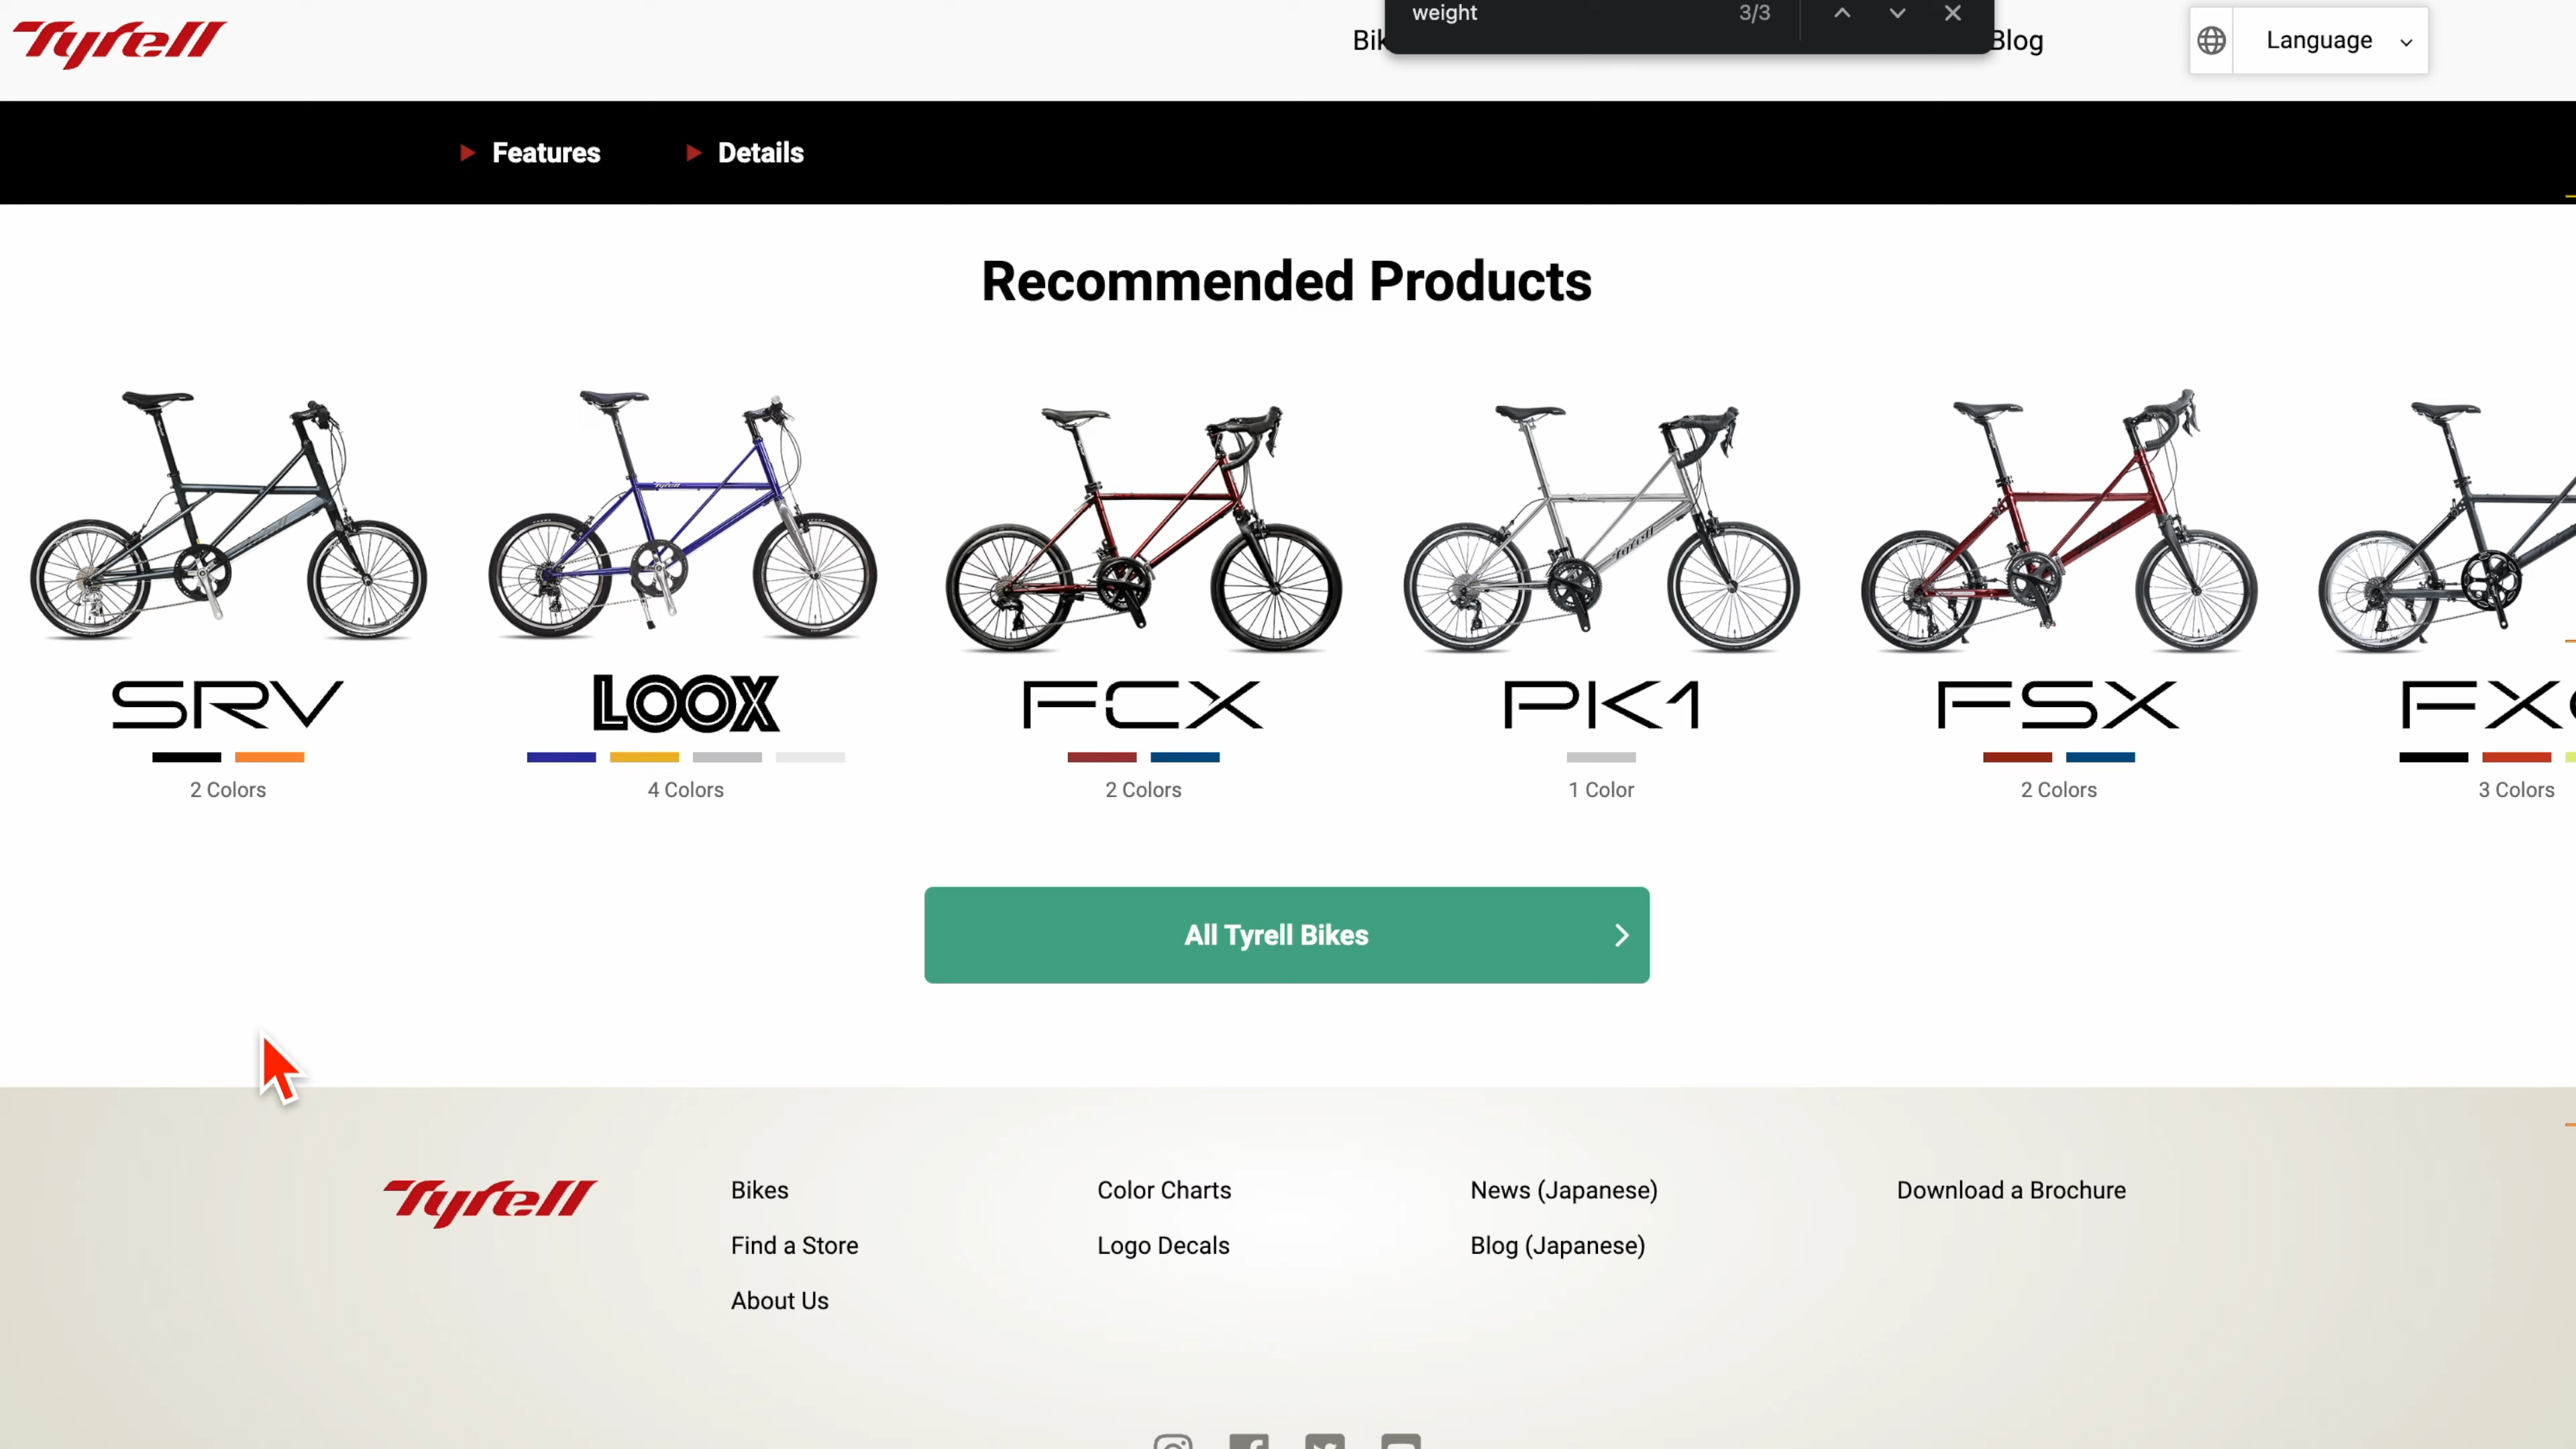 Tyrell
weight 3/3
Blog
Language
Features Details
Recommended Products
SRV
LOOX
FCX
PK1
FSX
2 Colors
4 Colors
2 Colors
1 Color
2 Colors
3 Colors
All Tyrell Bikes
Tyrell
Bikes
Color Charts
News (Japanese)
Download a Brochure
Find a Store
Logo Decals
Blog (Japanese)
About Us